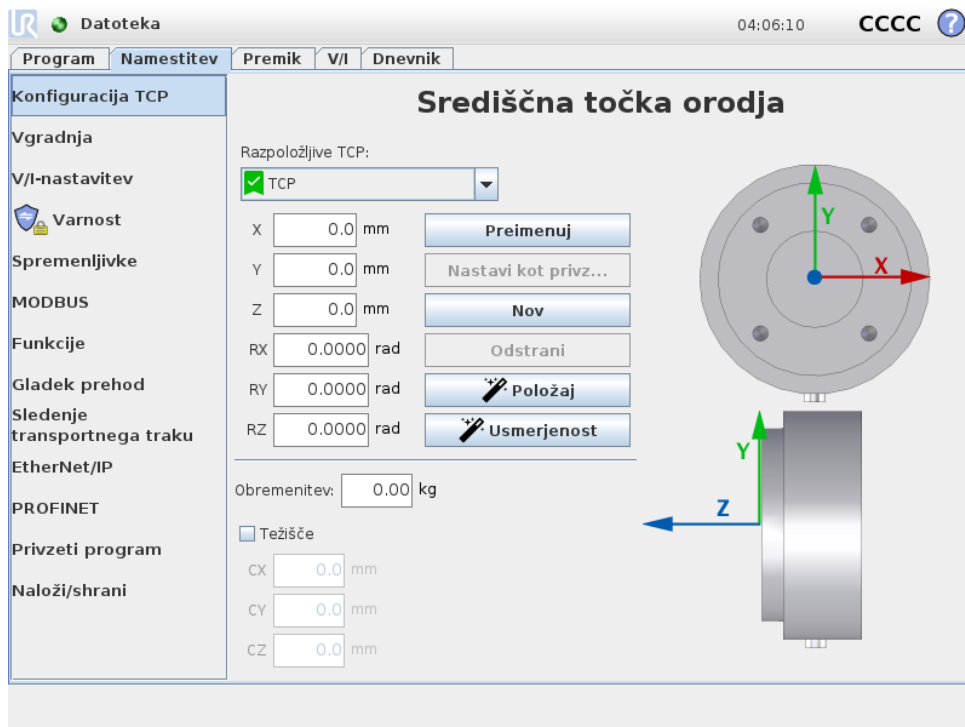 UR Datoteka 04:06:10 CCCC ?
Program Namestitev Premik V/I Dnevnik
Konfiguracija TCP
Vgradnja
V/I-nastavitev
Varnost
Spremenljivke
MODBUS
Funkcije
Gladek prehod
Sledenje
transportnega traku
EtherNet/IP
PROFINET
Privzeti program
Naloži/shrani
Središčna točka orodja
Razpoložljive TCP:
TCP
X 0.0 mm Preimenuj
Y 0.0 mm Nastavi kot privz...
Z 0.0 mm Nov
RX 0.0000 rad Odstrani
RY 0.0000 rad Položaj
RZ 0.0000 rad Usmerjenost
Obremenitev: 0.00 kg
Težišče
CX 0.0 mm
CY 0.0 mm
CZ 0.0 mm
Y
X
Y
Z